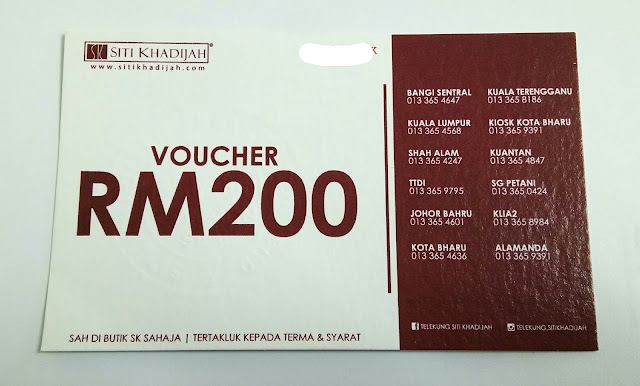 SK SITI KHADIJAH®
www.sitikhadijah.com
K
VOUCHER
RM200
SAH DI BUTIK SK SAHAJA | TERTAKLUK KEPADA TERMA & SYARAT
BANGI SENTRAL
013 365 4647
KUALA LUMPUR
013 365 4568
SHAH ALAM
013 365 4247
TTDI
013 365 9795
JOHOR BAHRU
013 365 4601
KOTA BHARU
013 365 4636
KUALA TERENGGANU
013 365 8186
KIOSK KOTA BHARU
013 365 9391
KUANTAN
013 365 4847
SG PETANI
013 365 0424
KLIA2
013 365 8984
ALAMANDA
013 365 9391
TELEKUNG SITI KHADIJAH
TELEKUNG.SITIKHADIJAH